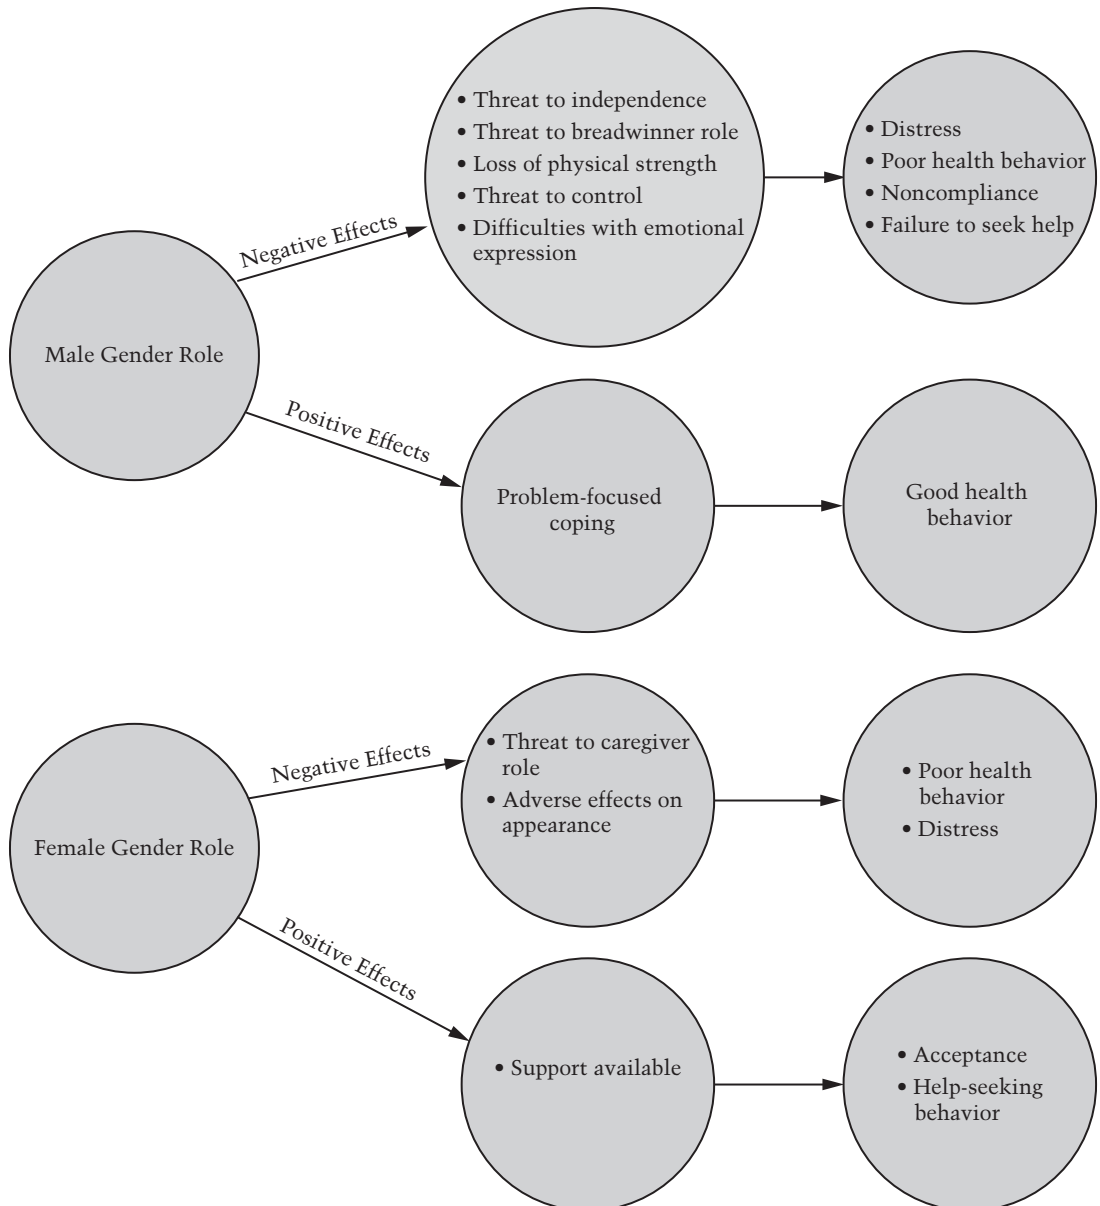 Male Gender Role
Negative Effects
• Threat to independence
• Threat to breadwinner role
• Loss of physical strength
• Threat to control
• Difficulties with emotional
expression
• Distress
• Poor health behavior
• Noncompliance
• Failure to seek help
Positive Effects
Problem-focused
coping
Good health
behavior
Female Gender Role
Negative Effects
• Threat to caregiver
role
• Adverse effects on
appearance
• Poor health
behavior
• Distress
Positive Effects
• Support available
• Acceptance
• Help-seeking
behavior